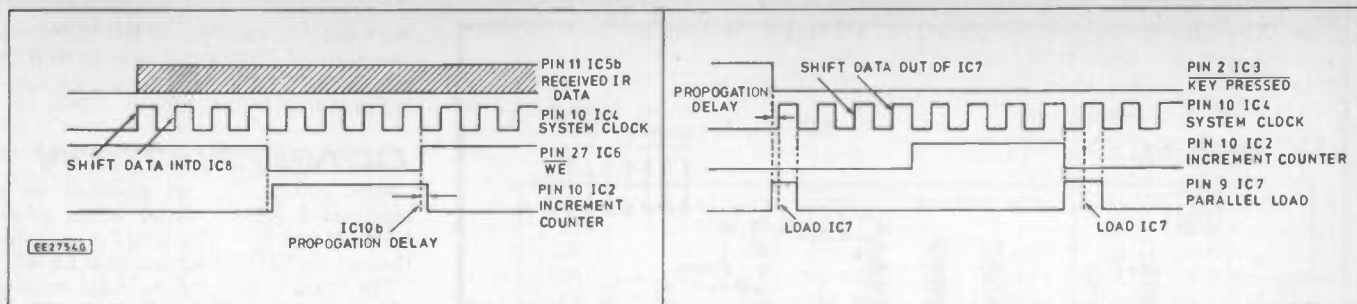 PIN 11 IC5b
RECEIVED IR
DATA
PIN 10 IC4
SYSTEM CLOCK
SHIFT DATA INTO IC8
PIN 27 IC6
WE
PIN 10 IC2
INCREMENT
COUNTER
IC10b
PROPOGATION DELAY
EE2754G
SHIFT DATA OUT OF IC7
PROPOGATION
DELAY
PIN 2 IC3
KEY PRESSED
PIN 10 IC4
SYSTEM CLOCK
PIN 10 IC2
INCREMENT COUNTER
PIN 9 IC7
PARALLEL LOAD
LOAD IC7
LOAD IC7